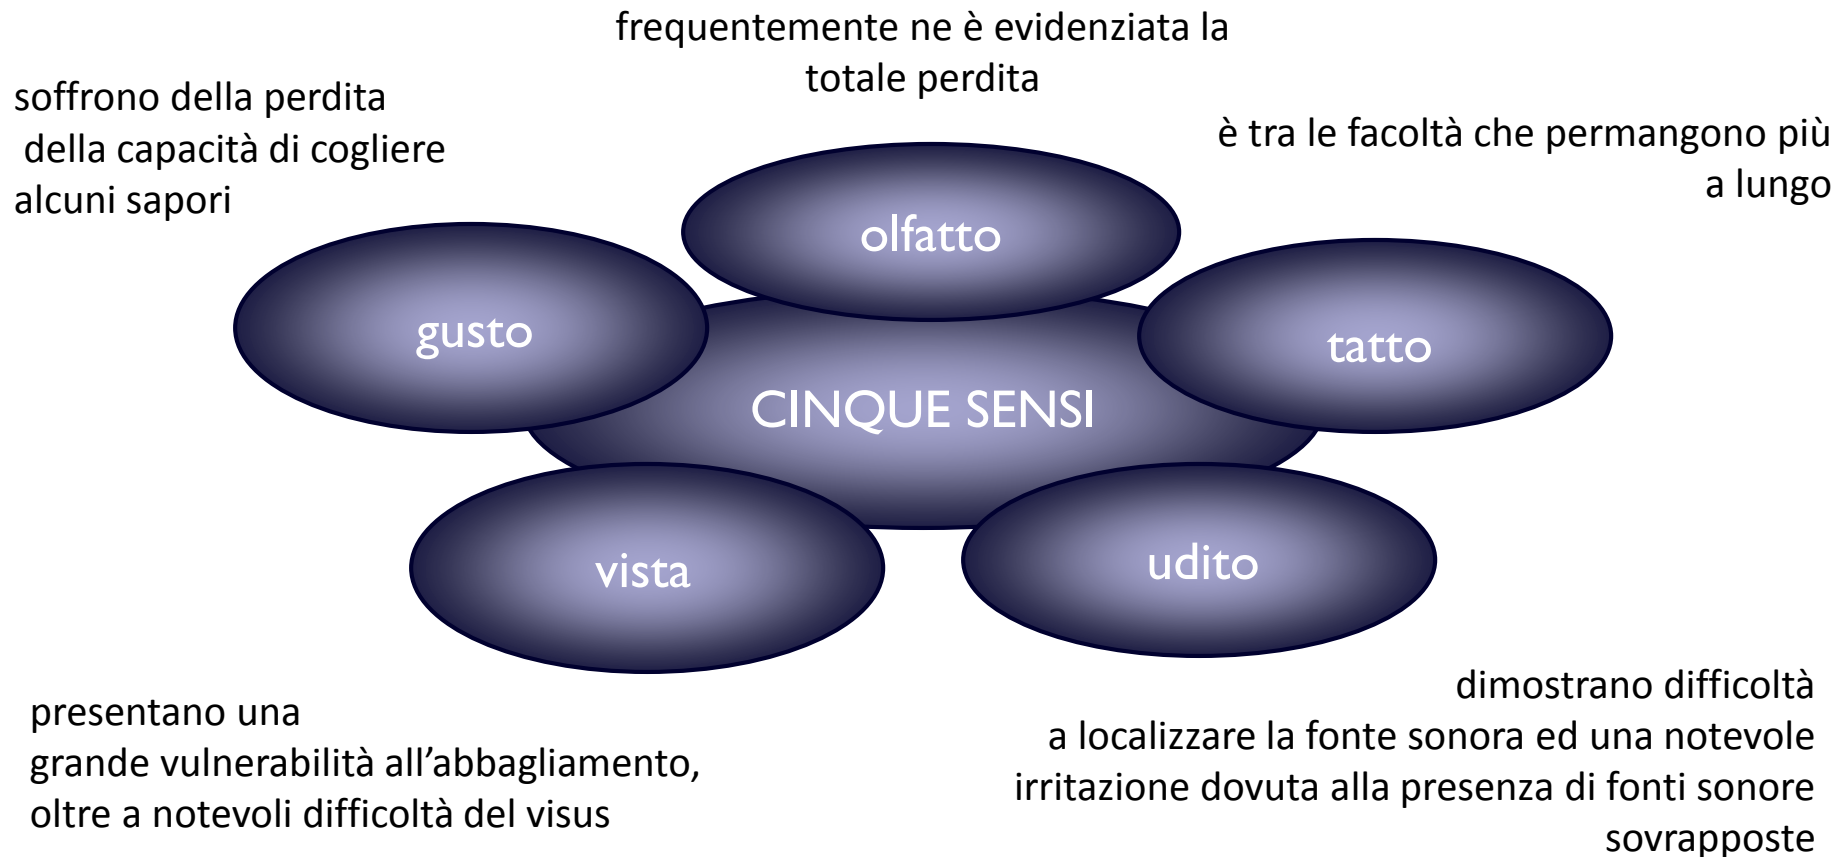 frequentemente ne è evidenziata la
totale perdita
soffrono della perdita
della capacità di cogliere
alcuni sapori
è tra le facoltà che permangono più
a lungo
olfatto
gusto
tatto
CINQUE SENSI
vista
udito
presentano una
grande vulnerabilità all’abbagliamento,
oltre a notevoli difficoltà del visus
dimostrano difficoltà
a localizzare la fonte sonora ed una notevole
irritazione dovuta alla presenza di fonti sonore
sovrapposte